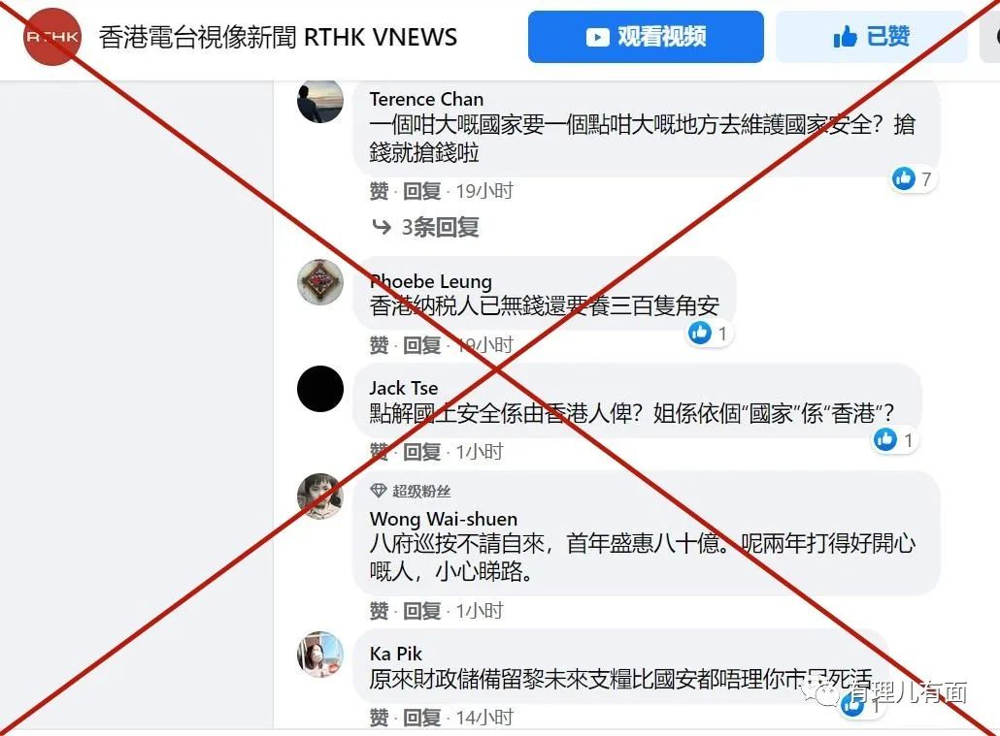 RTHK
香港電台視像新聞 RTHK VNEWS
观看视频
已赞
Terence Chan
一個咁大嘅國家要一個點咁大嘅地方去維護國家安全？搶
錢就搶錢啦
赞 · 回复 · 19小时
7
3条回复
Phoebe Leung
香港纳税人已無錢還要養三百隻角安
1
赞 · 回复 · 19小时
Jack Tse
點解國土安全係由香港人俾？姐係依個"國家"係"香港"？
1
赞 · 回复 · 1小时
超级粉丝
Wong Wai-shuen
八府巡按不請自來，首年盛惠八十億。呢兩年打得好開心
嘅人，小心睇路。
赞 · 回复 · 1小时
Ka Pik
原來財政儲備留黎未來支糧比國安都唔理你市民死活
有理儿有面
1
赞 · 回复 · 14小时